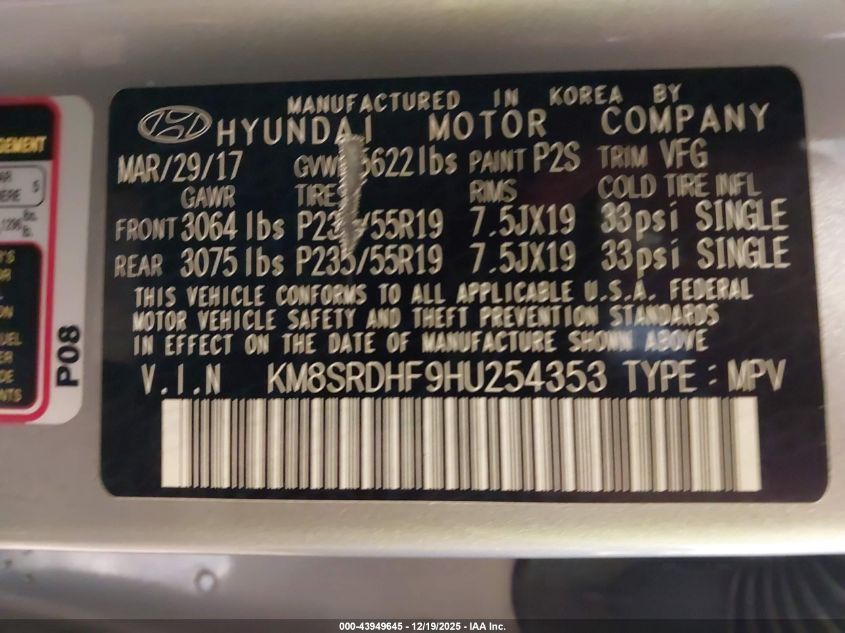 MANUFACTURED IN KOREA BY
HYUNDAI MOTOR COMPANY
MAR/29/17 5622lbs PAINT P2S TRIM VFG
GAWR TIRES RIMS COLD TIRE INFL
FRONT 3064 lbs /55R19 7.5JX19 33psi SINGLE
REAR 3075 lbs P235/55R19 7.5JX19 33psi SINGLE
THIS VEHICLE CONFORMS TO ALL APPLICABLE U.S.A. FEDERAL
MOTOR VEHICLE SAFETY AND THEFT PREVENTION STANDARDS
IN EFFECT ON THE DATE OF MANUFACTURE SHOWN ABOVE
V.I.N KM8SRDHF9HU254353 TYPE : MPV
P08
000-43949645 - 12/19/2025 - IAA Inc.